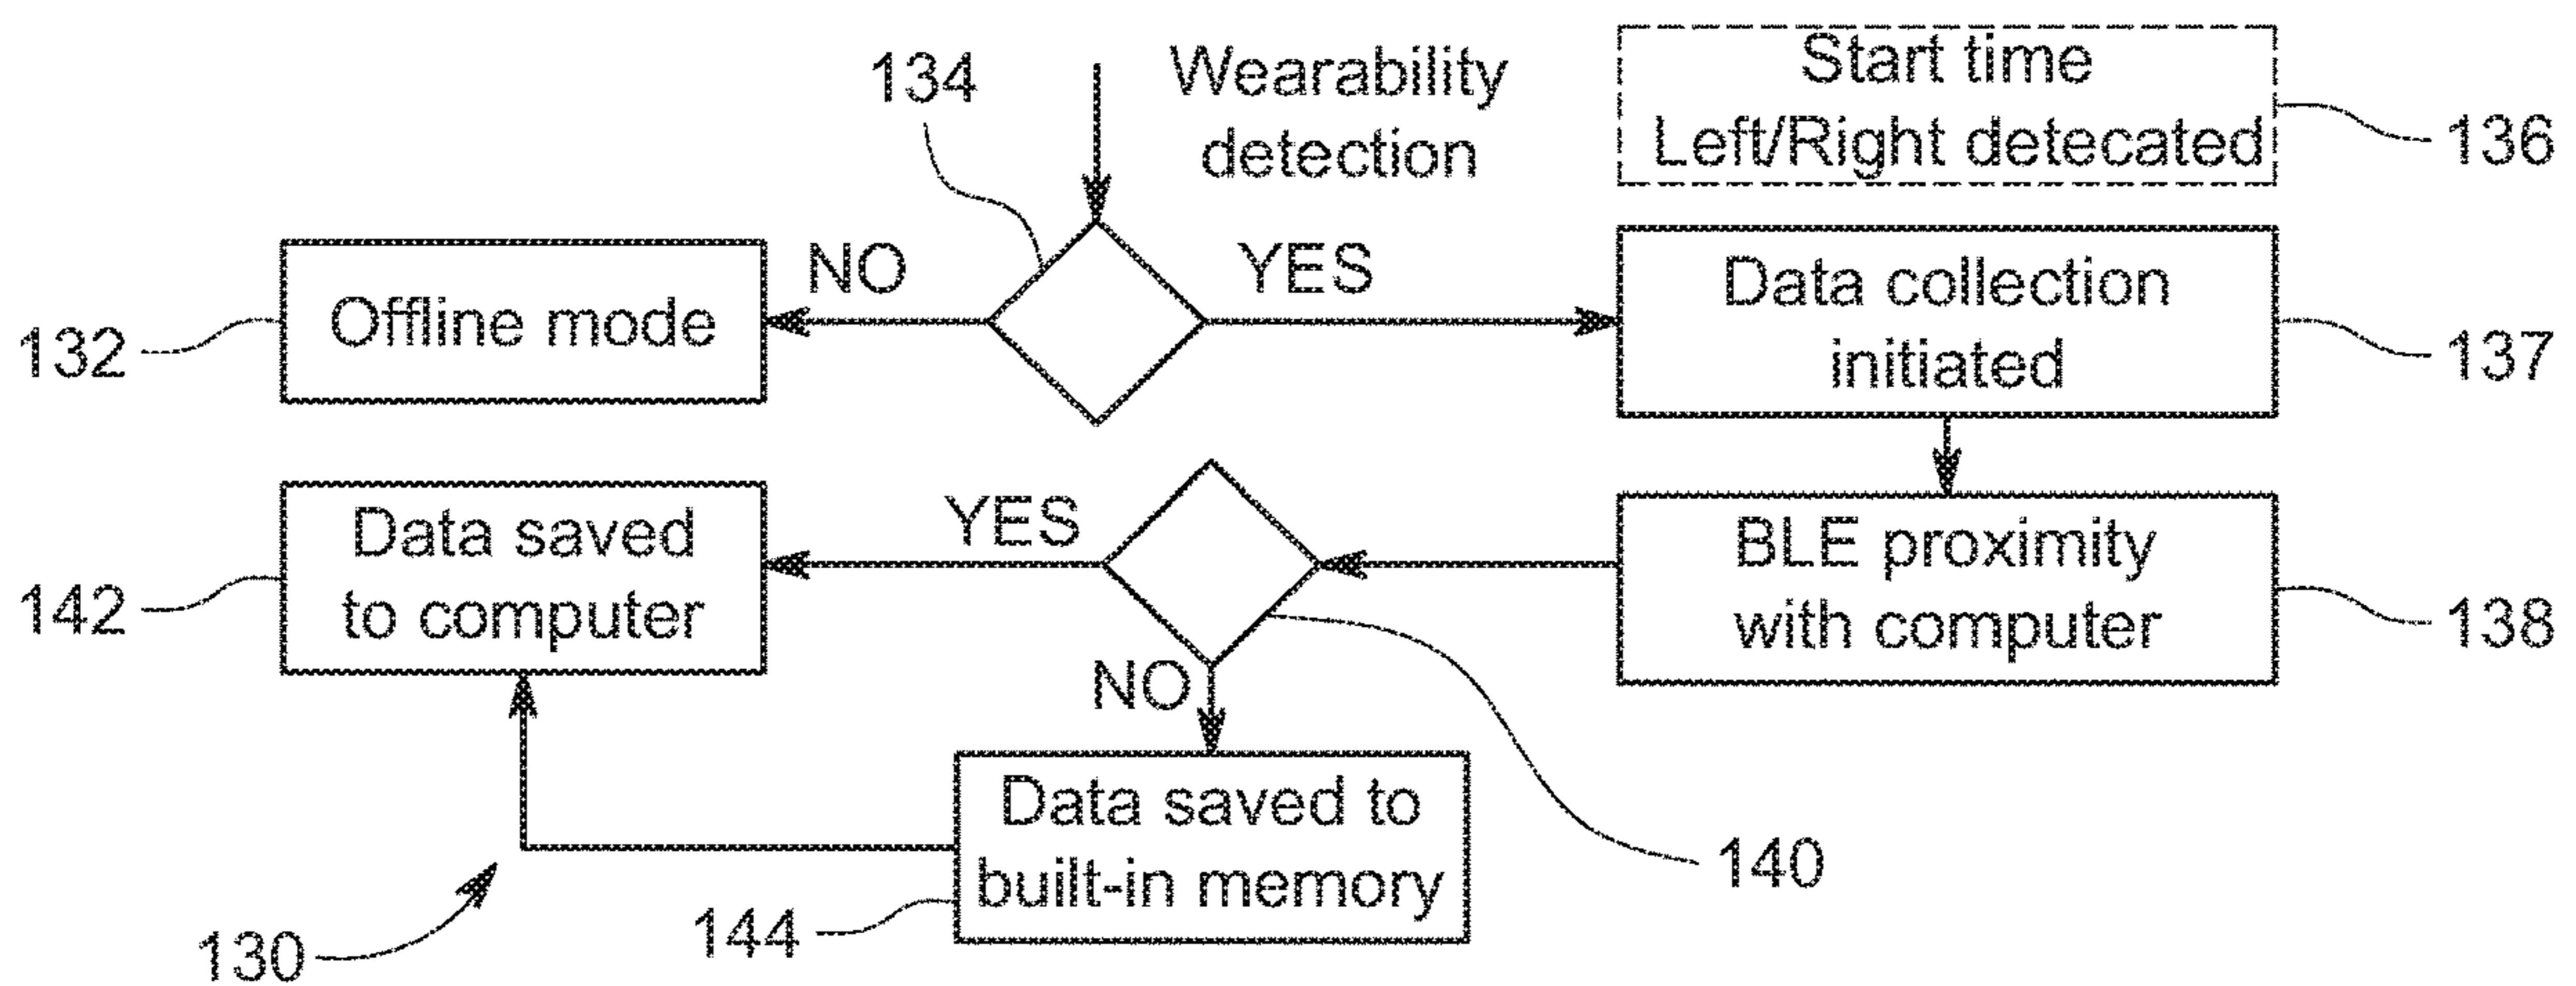 134
Wearability
detection
Start time
Left/Right detecated
136
NO
YES
Offline mode
132
Data collection
initiated
137
Data saved
to computer
142
YES
NO
BLE proximity
with computer
138
Data saved to
built-in memory
144
140
130